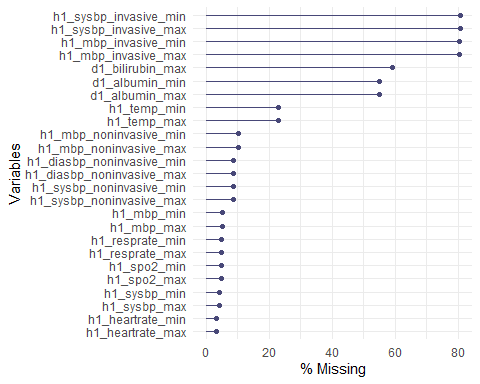 h1_sysbp_invasive_min
h1_sysbp_invasive_max
h1_mbp_invasive_min
h1_mbp_invasive_max
d1_bilirubin_max
d1_albumin_min
d1_albumin_max
h1_temp_min
h1_temp_max
h1_mbp_noninvasive_min
h1_mbp_noninvasive_max
h1_diasbp_noninvasive_min
h1_diasbp_noninvasive_max
h1_sysbp_noninvasive_min
h1_sysbp_noninvasive_max
h1_mbp_min
h1_mbp_max
h1_resprate_min
h1_resprate_max
h1_spo2_min
h1_spo2_max
h1_sysbp_min
h1_sysbp_max
h1_heartrate_min
h1_heartrate_max
Variables
0 20 40 60 80
% Missing